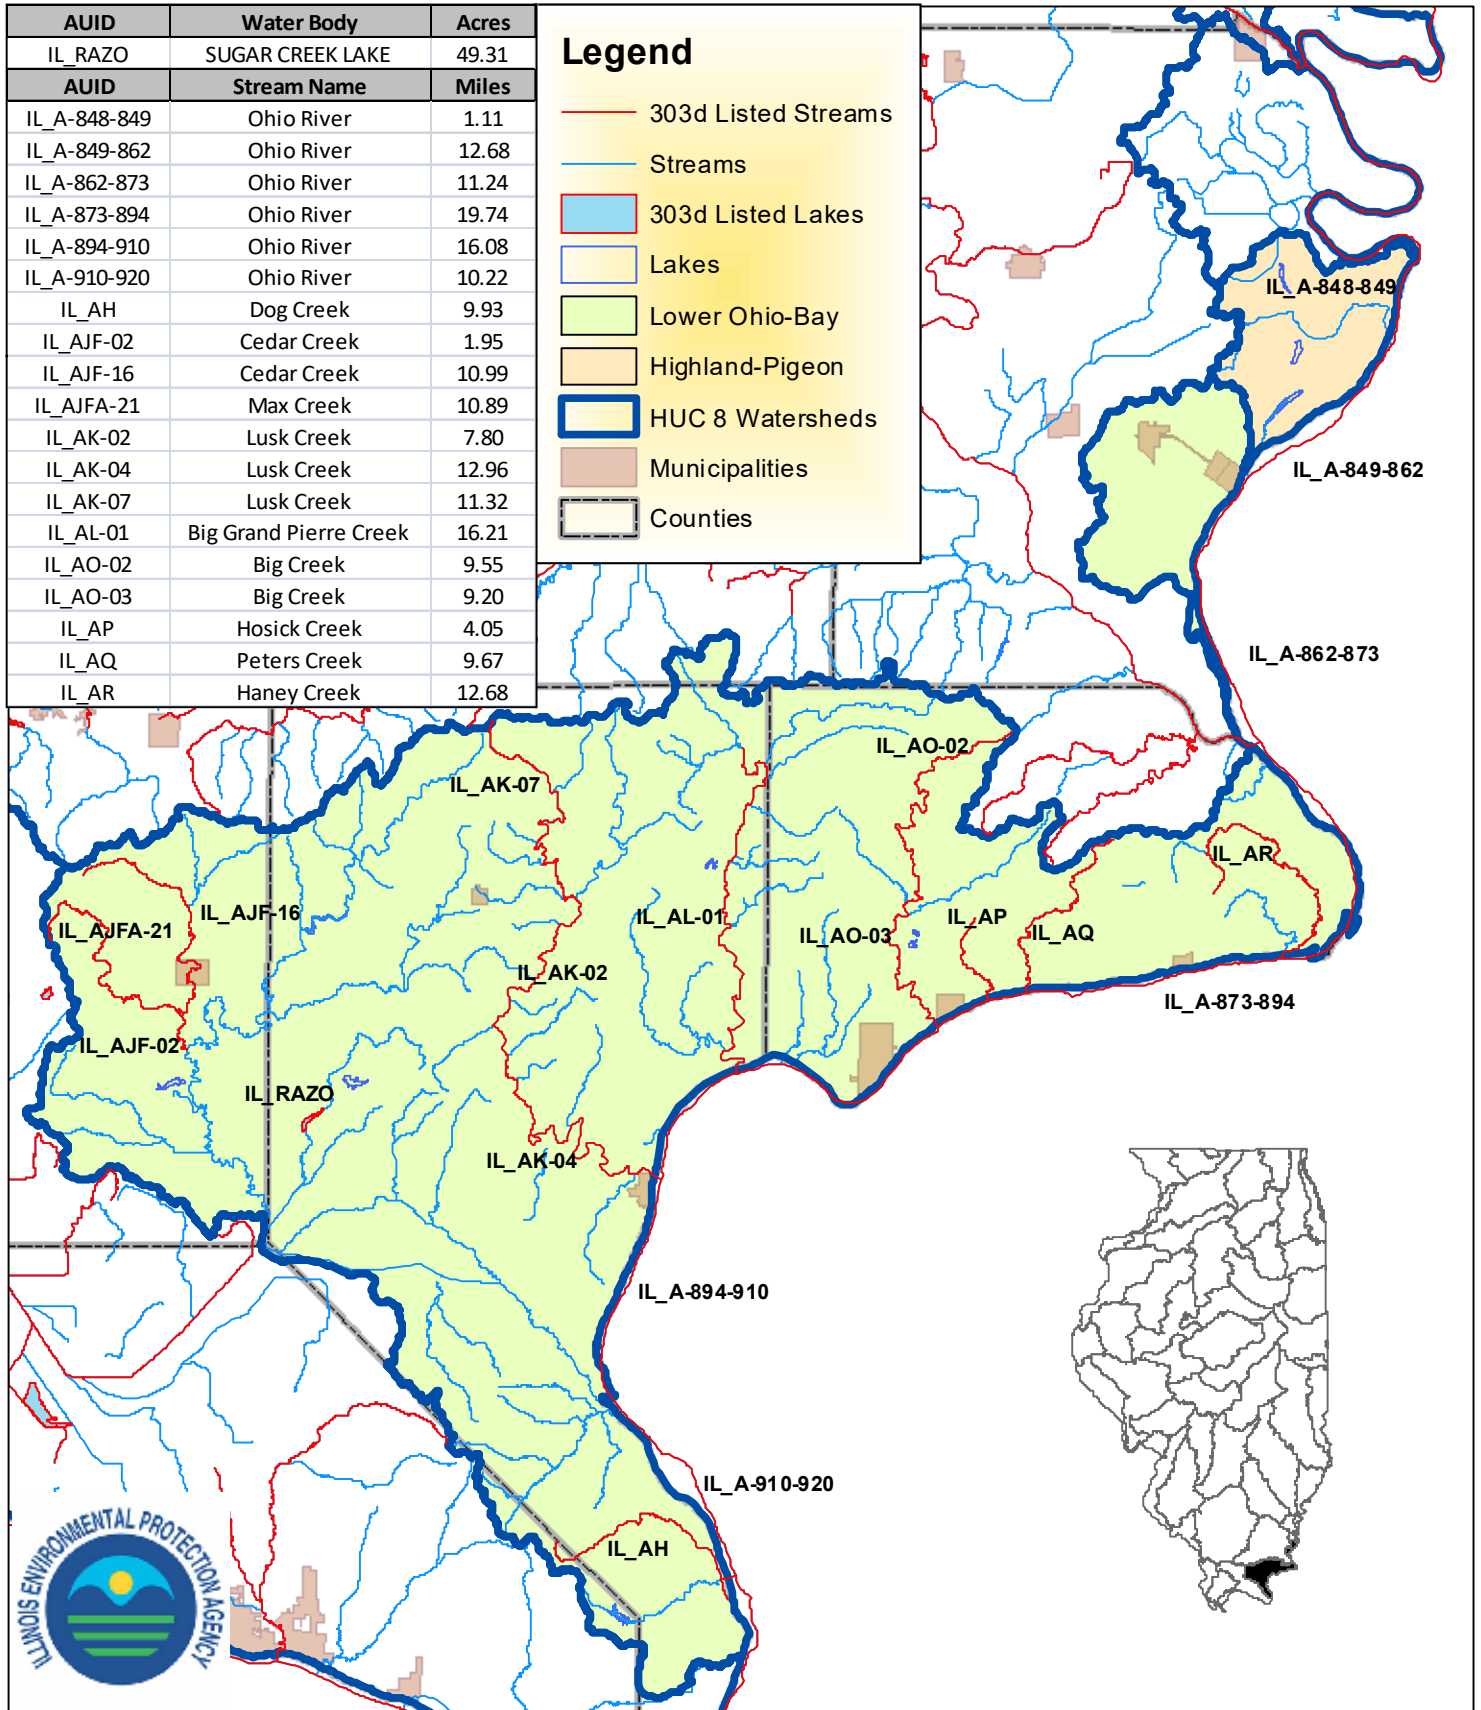 AUID Water Body Acres
IL_RAZO SUGAR CREEK LAKE 49.31
AUID Stream Name Miles
IL_A-848-849 Ohio River 1.11
IL_A-849-862 Ohio River 12.68
IL_A-862-873 Ohio River 11.24
IL_A-873-894 Ohio River 19.74
IL_A-894-910 Ohio River 16.08
IL_A-910-920 Ohio River 10.22
IL_AH Dog Creek 9.93
IL_AJF-02 Cedar Creek 1.95
IL_AJF-16 Cedar Creek 10.99
IL_AJFA-21 Max Creek 10.89
IL_AK-02 Lusk Creek 7.80
IL_AK-04 Lusk Creek 12.96
IL_AK-07 Lusk Creek 11.32
IL_AL-01 Big Grand Pierre Creek 16.21
IL_AO-02 Big Creek 9.55
IL_AO-03 Big Creek 9.20
IL_AP Hosick Creek 4.05
IL_AQ Peters Creek 9.67
IL_AR Haney Creek 12.68
Legend
303d Listed Streams
Streams
303d Listed Lakes
Lakes
Lower Ohio-Bay
Highland-Pigeon
HUC 8 Watersheds
Municipalities
Counties
IL_A-848-849
IL_A-849-862
IL_A-862-873
IL_AO-02
IL_AK-07
IL_AR
IL_AJF-16
IL_AL-01
IL_AP
IL_AJFA-21
IL_AO-03
IL_AQ
IL_AK-02
IL_A-873-894
IL_AJF-02
IL_RAZO
IL_AK-04
IL_A-894-910
IL_A-910-920
IL_AH
ILLINOIS ENVIRONMENTAL PROTECTION AGENCY